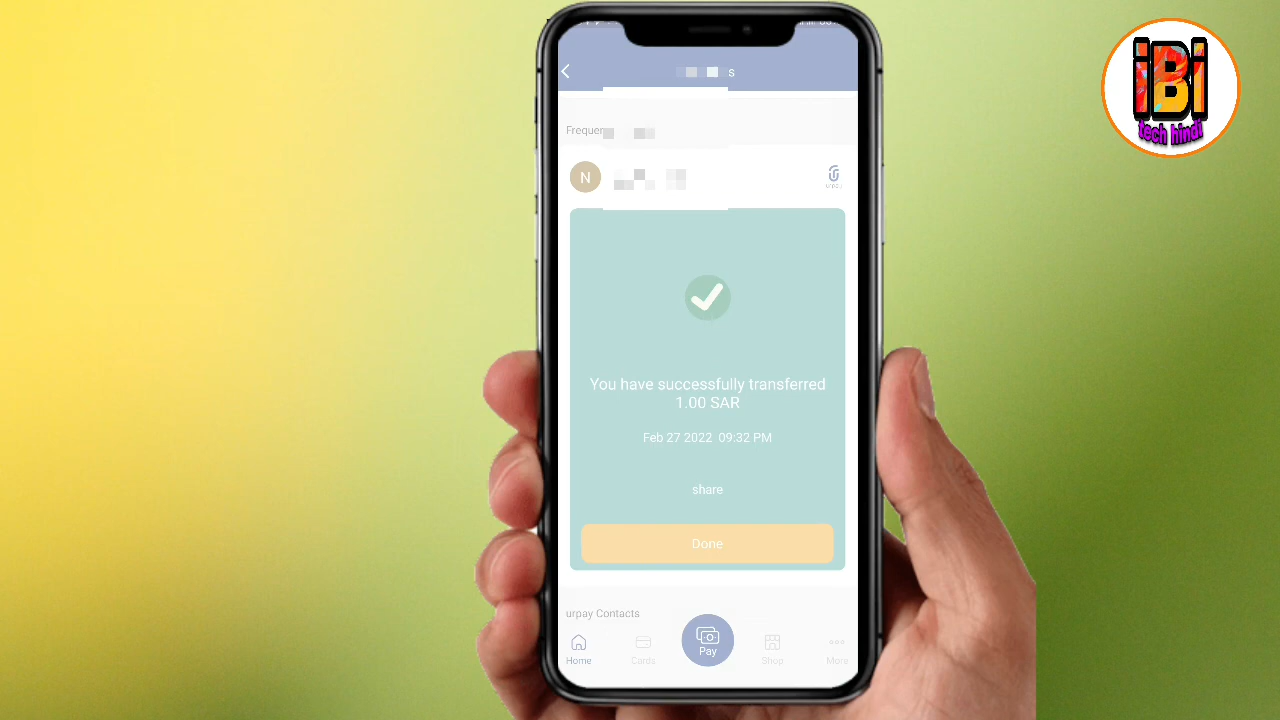 iBi
tech hindi
N
urpay
You have successfully transferred
1.00 SAR
Feb 27 2022 09:32 PM
share
Done
urpay Contacts
Pay
Home
Cards
Shop
More